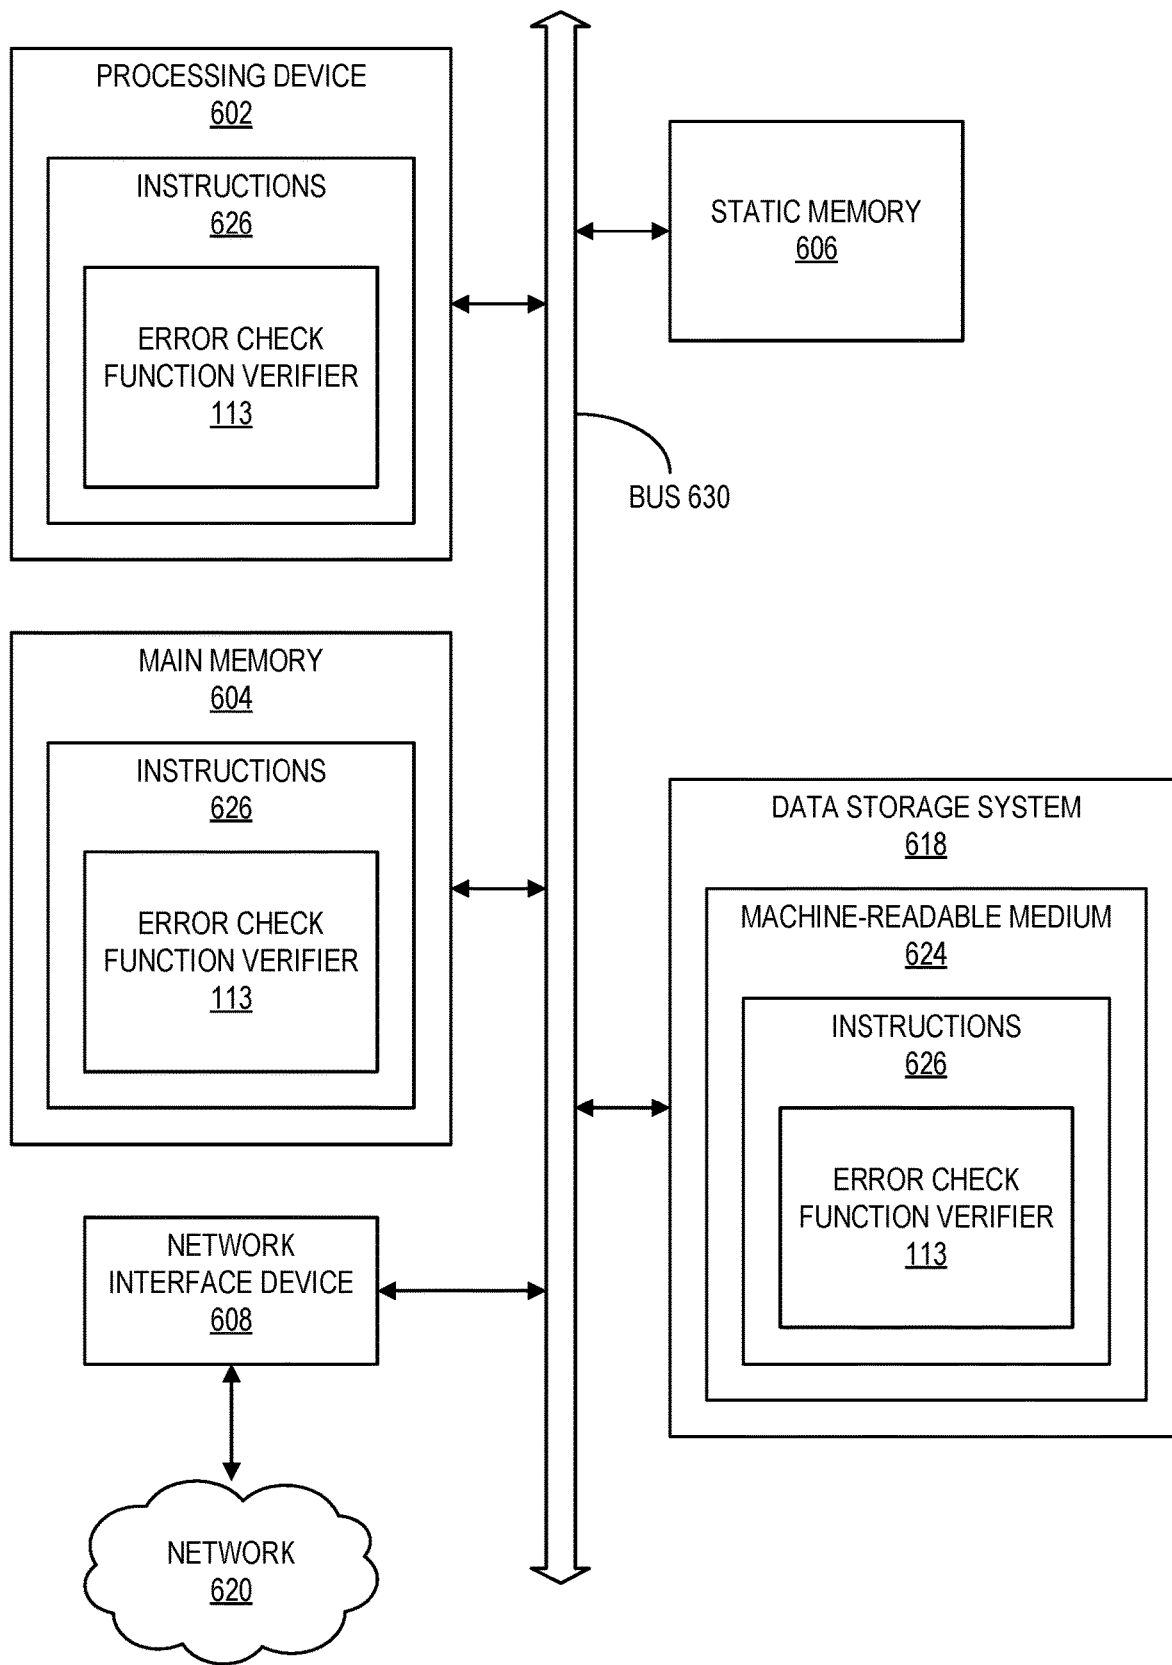 PROCESSING DEVICE
602
INSTRUCTIONS
626
ERROR CHECK
FUNCTION VERIFIER
113
STATIC MEMORY
606
BUS 630
MAIN MEMORY
604
INSTRUCTIONS
626
ERROR CHECK
FUNCTION VERIFIER
113
DATA STORAGE SYSTEM
618
MACHINE-READABLE MEDIUM
624
INSTRUCTIONS
626
ERROR CHECK
FUNCTION VERIFIER
113
NETWORK
INTERFACE DEVICE
608
NETWORK
620